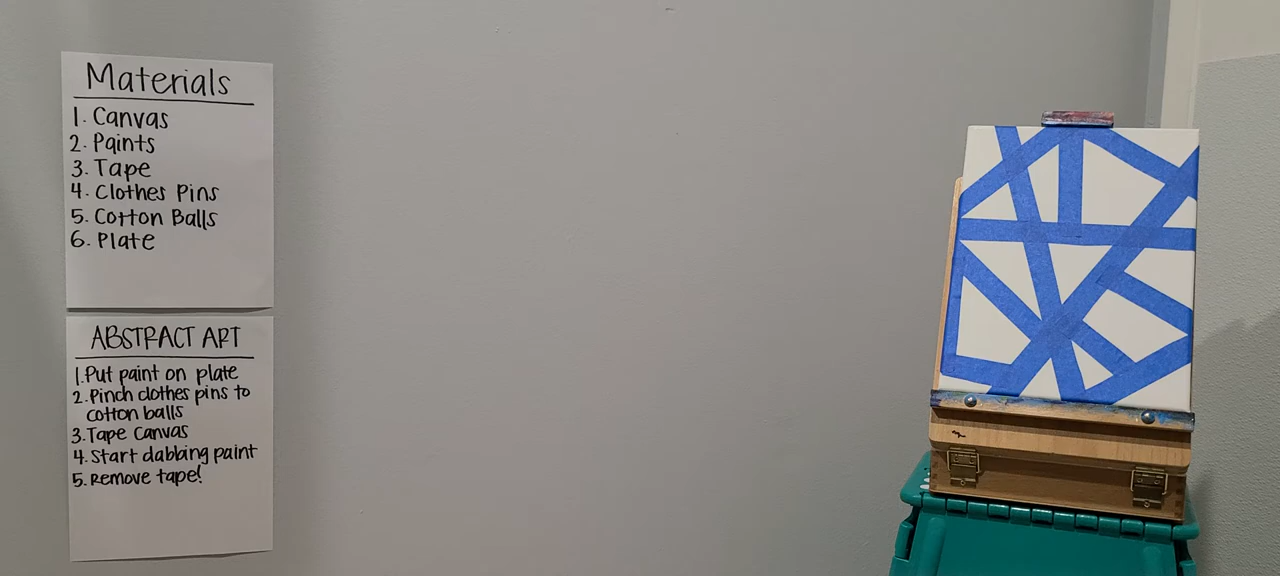 Materials
1. Canvas
2. Paints
3. Tape
4. Clothes Pins
5. Cotton Balls
6. Plate
ABSTRACT ART
1. Put paint on plate
2. Pinch clothes pins to
cotton balls
3. Tape Canvas
4. Start dabbing paint
5. Remove tape!